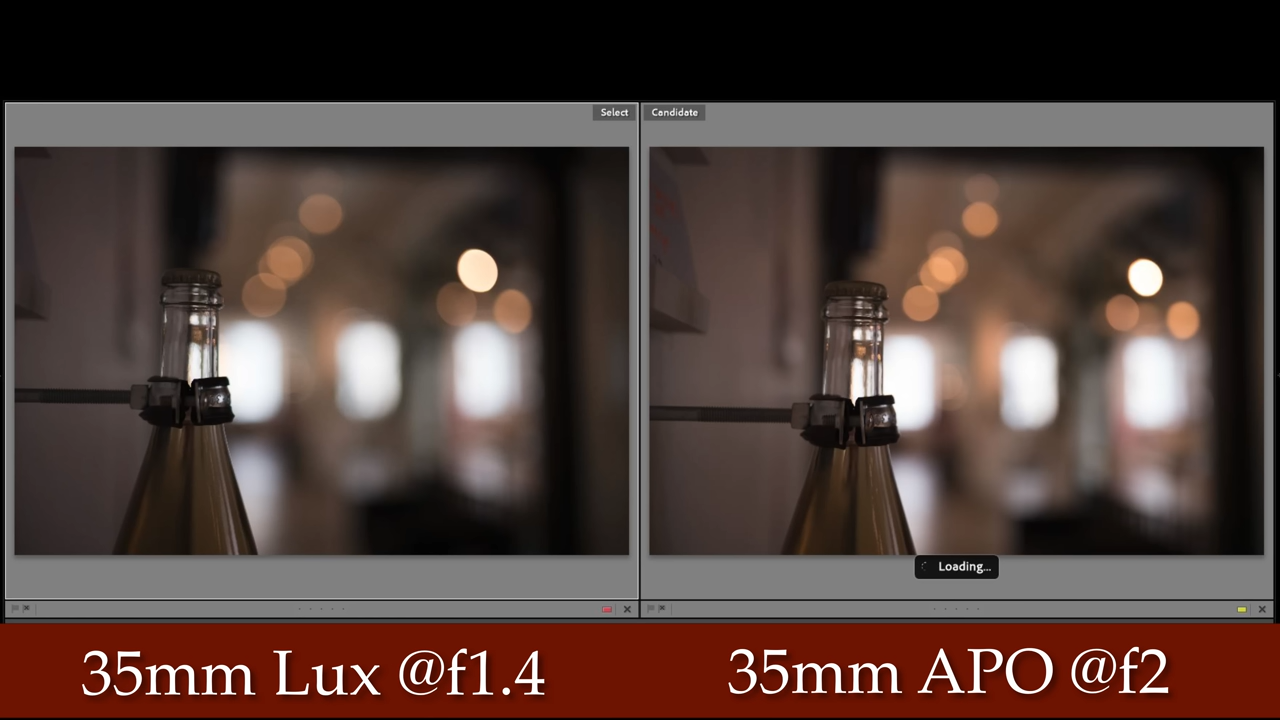 Select
Candidate
Loading...
35mm Lux @f1.4
35mm APO @f2